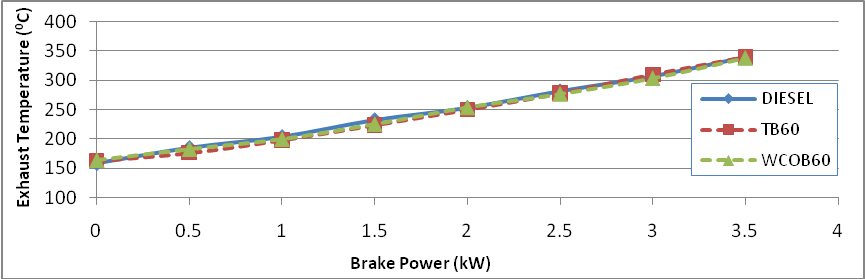 Exhaust Temperature (⁰C)
400
350
300
250
200
150
100
0 0.5 1 1.5 2 2.5 3 3.5 4
Brake Power (kW)
DIESEL
TB60
WCOB60